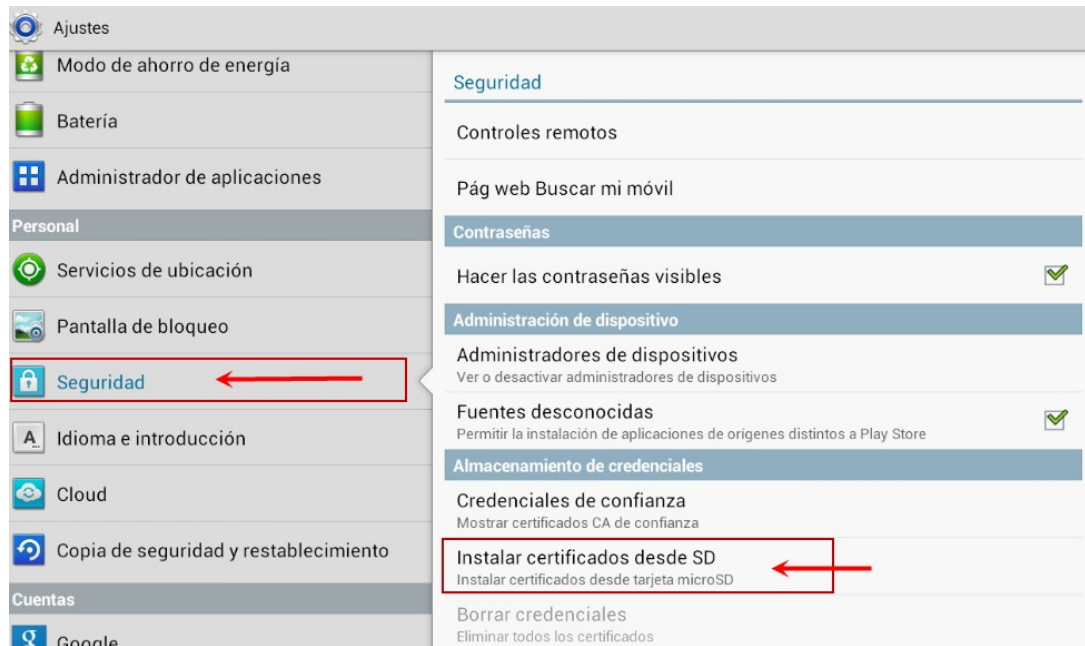 Ajustes
Modo de ahorro de energía
Batería
Administrador de aplicaciones
Personal
Servicios de ubicación
Pantalla de bloqueo
Seguridad
Idioma e introducción
Cloud
Copia de seguridad y restablecimiento
Cuentas
Google
Seguridad
Controles remotos
Pág web Buscar mi móvil
Contraseñas
Hacer las contraseñas visibles
Administración de dispositivo
Administradores de dispositivos
Ver o desactivar administradores de dispositivos
Fuentes desconocidas
Permitir la instalación de aplicaciones de orígenes distintos a Play Store
Almacenamiento de credenciales
Credenciales de confianza
Mostrar certificados CA de confianza
Instalar certificados desde SD
Instalar certificados desde tarjeta microSD
Borrar credenciales
Eliminar todos los certificados